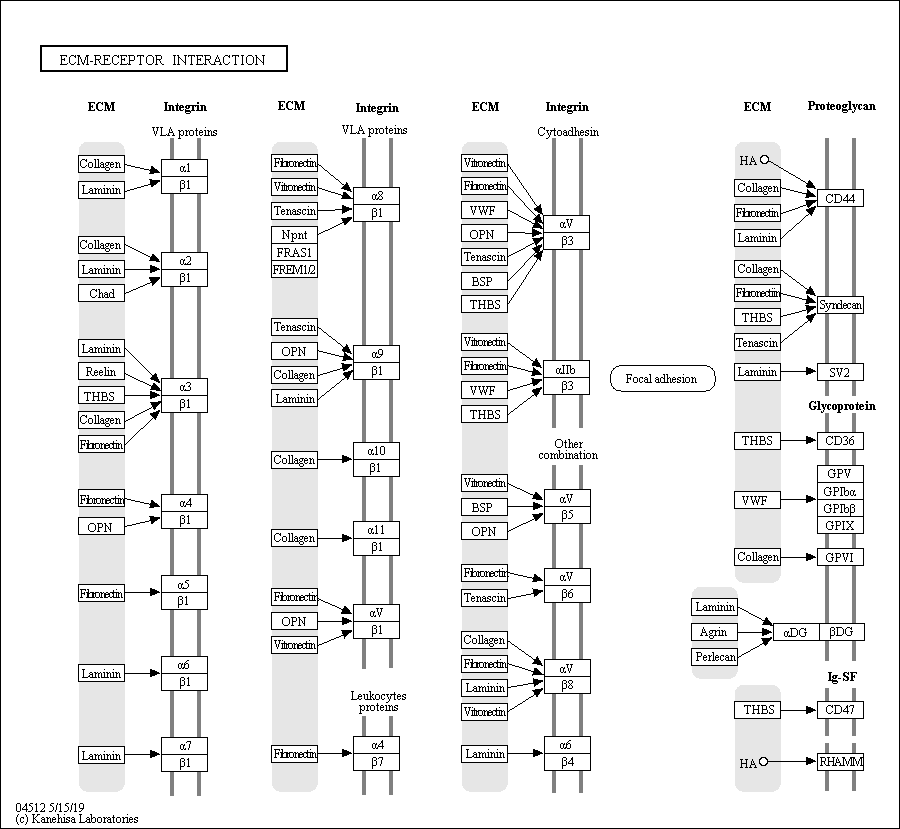 ECM-RECEPTOR INTERACTION
ECM
Integrin
VLA proteins
Collagen
Laminin
α1
β1
Collagen
Laminin
Chad
α2
β1
Laminin
Reelin
THBS
Collagen
Fibronectin
α3
β1
Fibronectin
OPN
α4
β1
Fibronectin
α5
β1
Laminin
α6
β1
Laminin
α7
β1
ECM
Integrin
VLA proteins
Fibronectin
Vitronectin
Tenascin
Npnt
FRAS1
FREM1/2
α8
β1
Tenascin
OPN
Collagen
Laminin
α9
β1
Collagen
α10
β1
Collagen
α11
β1
Fibronectin
OPN
Vitronectin
αV
β1
Leukocytes
proteins
Fibronectin
α4
β7
ECM
Integrin
Cytoadhesin
Vitronectin
Fibronectin
VWF
OPN
Tenascin
BSP
THBS
αV
β3
Vitronectin
Fibronectin
VWF
THBS
αIIb
β3
Other
combination
Vitronectin
BSP
OPN
αV
β5
Fibronectin
Tenascin
αV
β6
Collagen
Fibronectin
Laminin
Vitronectin
αV
β8
Laminin
α6
β4
Focal adhesion
ECM
Proteoglycan
HA
Collagen
Fibronectin
Laminin
CD44
Collagen
Fibronectin
THBS
Tenascin
Syndecan
Laminin
SV2
Glycoprotein
THBS
CD36
VWF
GPV
GPIbα
GPIbβ
GPIX
Collagen
GPVI
Laminin
Agrin
Perlecan
αDG
βDG
Ig-SF
THBS
CD47
HA
RHAMM
04512 5/15/19
(c) Kanehisa Laboratories